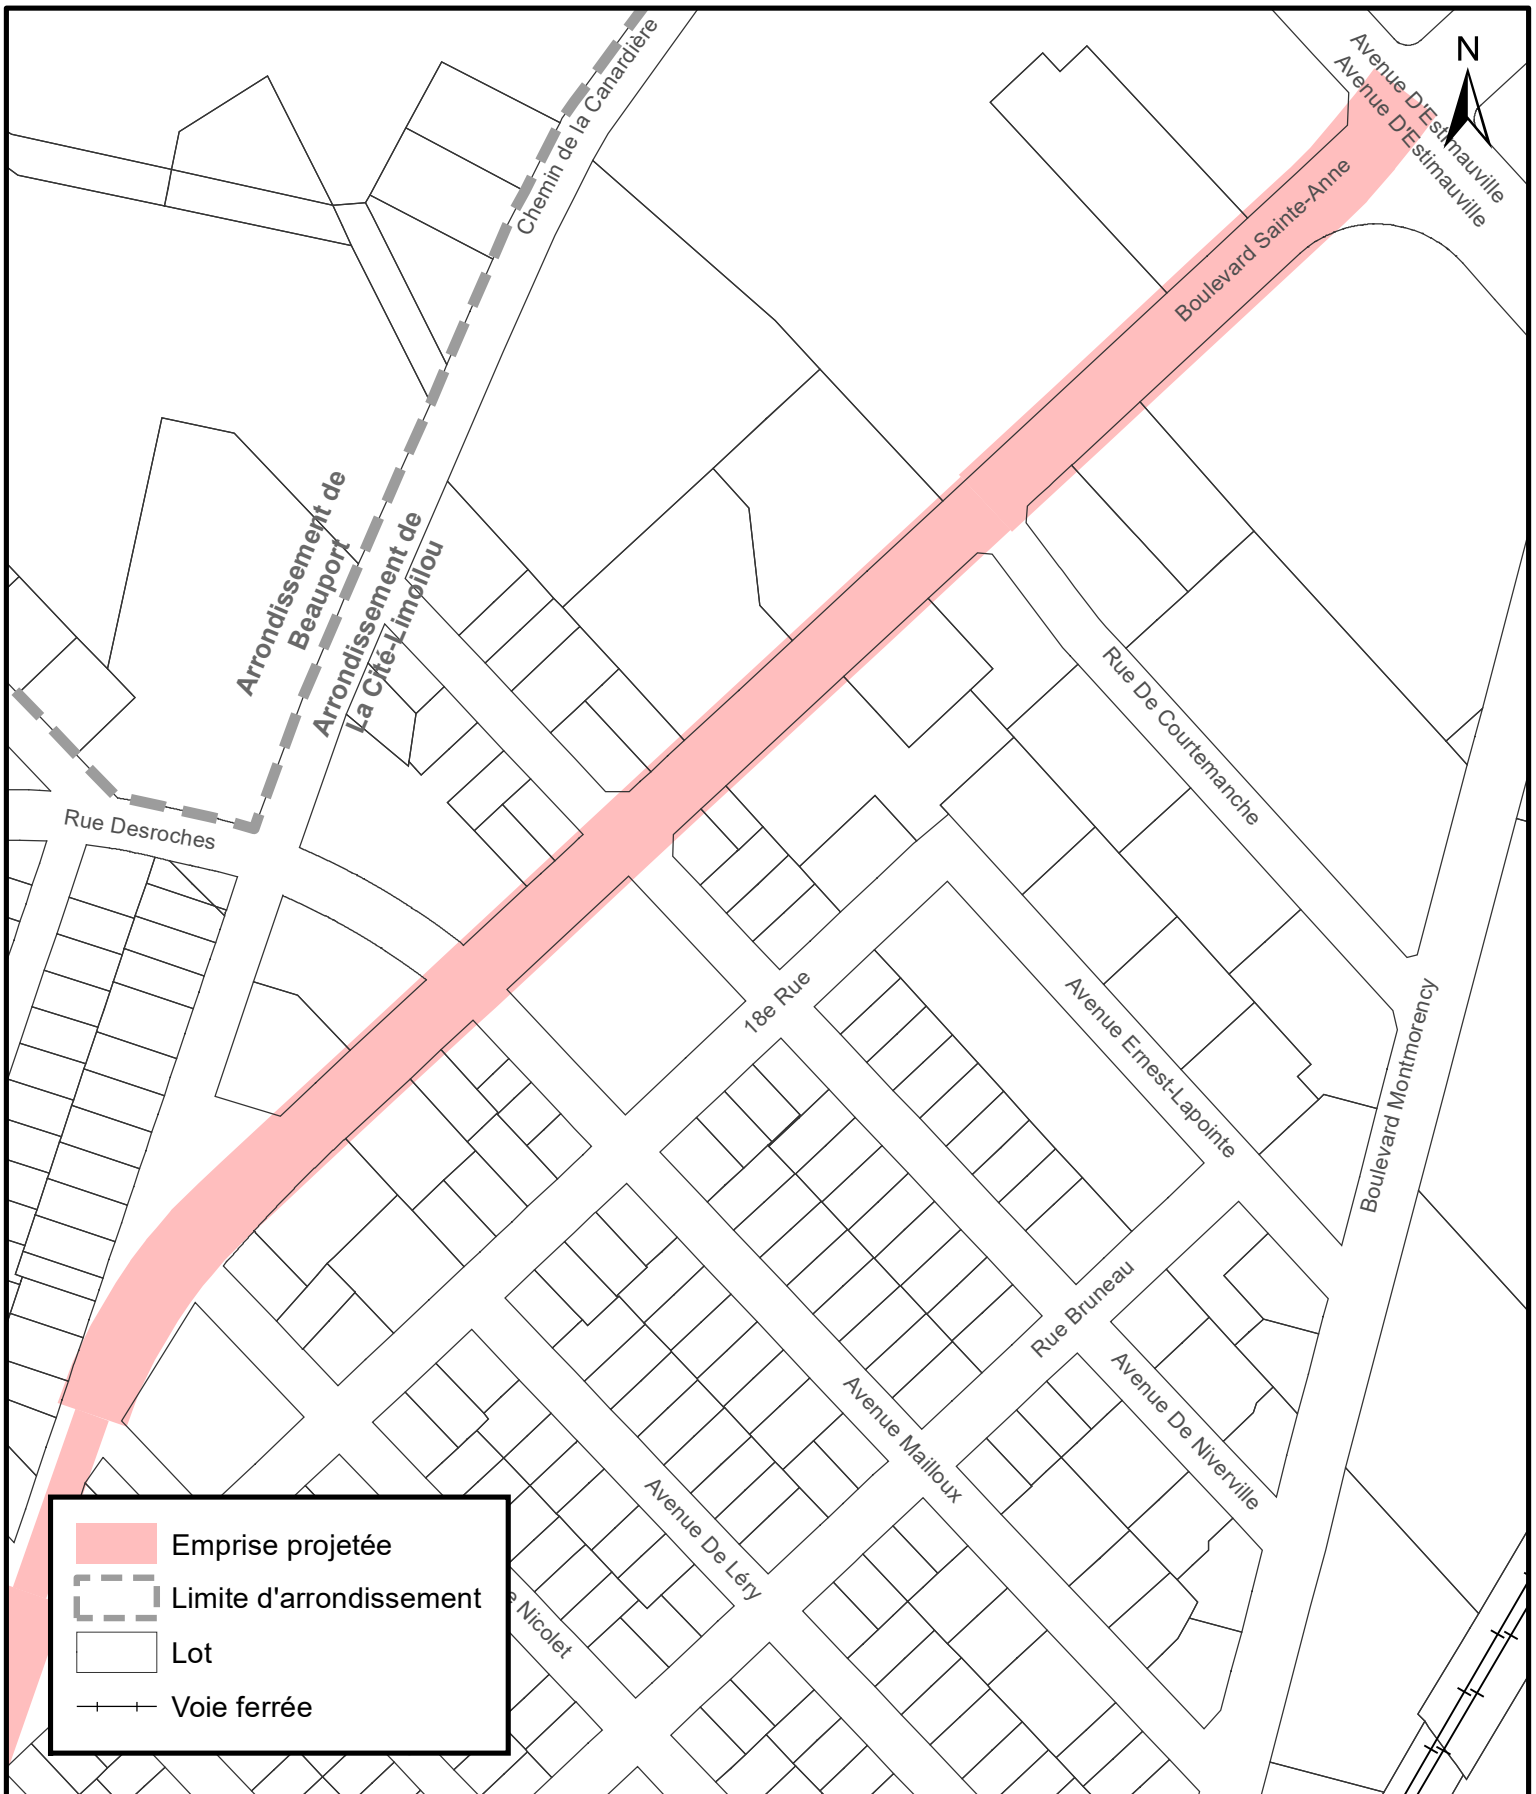 Chemin de la Canardière
Avenue D'Estimauville
Avenue D'Estimauville
N
Boulevard Sainte-Anne
Arrondissement de
Beauport
Arrondissement de
La Cité-Limoilou
Rue De Courtemanche
Rue Desroches
18e Rue
Avenue Ernest-Lapointe
Boulevard Montmorency
Rue Bruneau
Avenue De Niverville
Avenue Mailloux
Avenue De Léry
Nicolet
Emprise projetée
Limite d'arrondissement
Lot
Voie ferrée